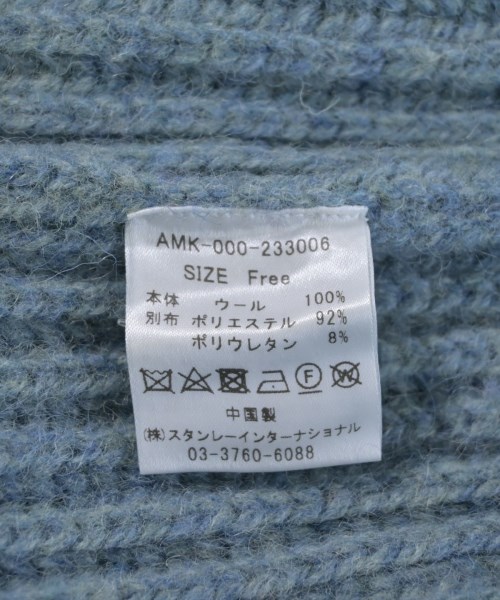 AMK-000-233006
SIZE Free
本体 ウール 100%
別布 ポリエステル 92%
ポリウレタン 8%
F W
中国製
(株)スタンレーインターナショナル
03-3760-6088